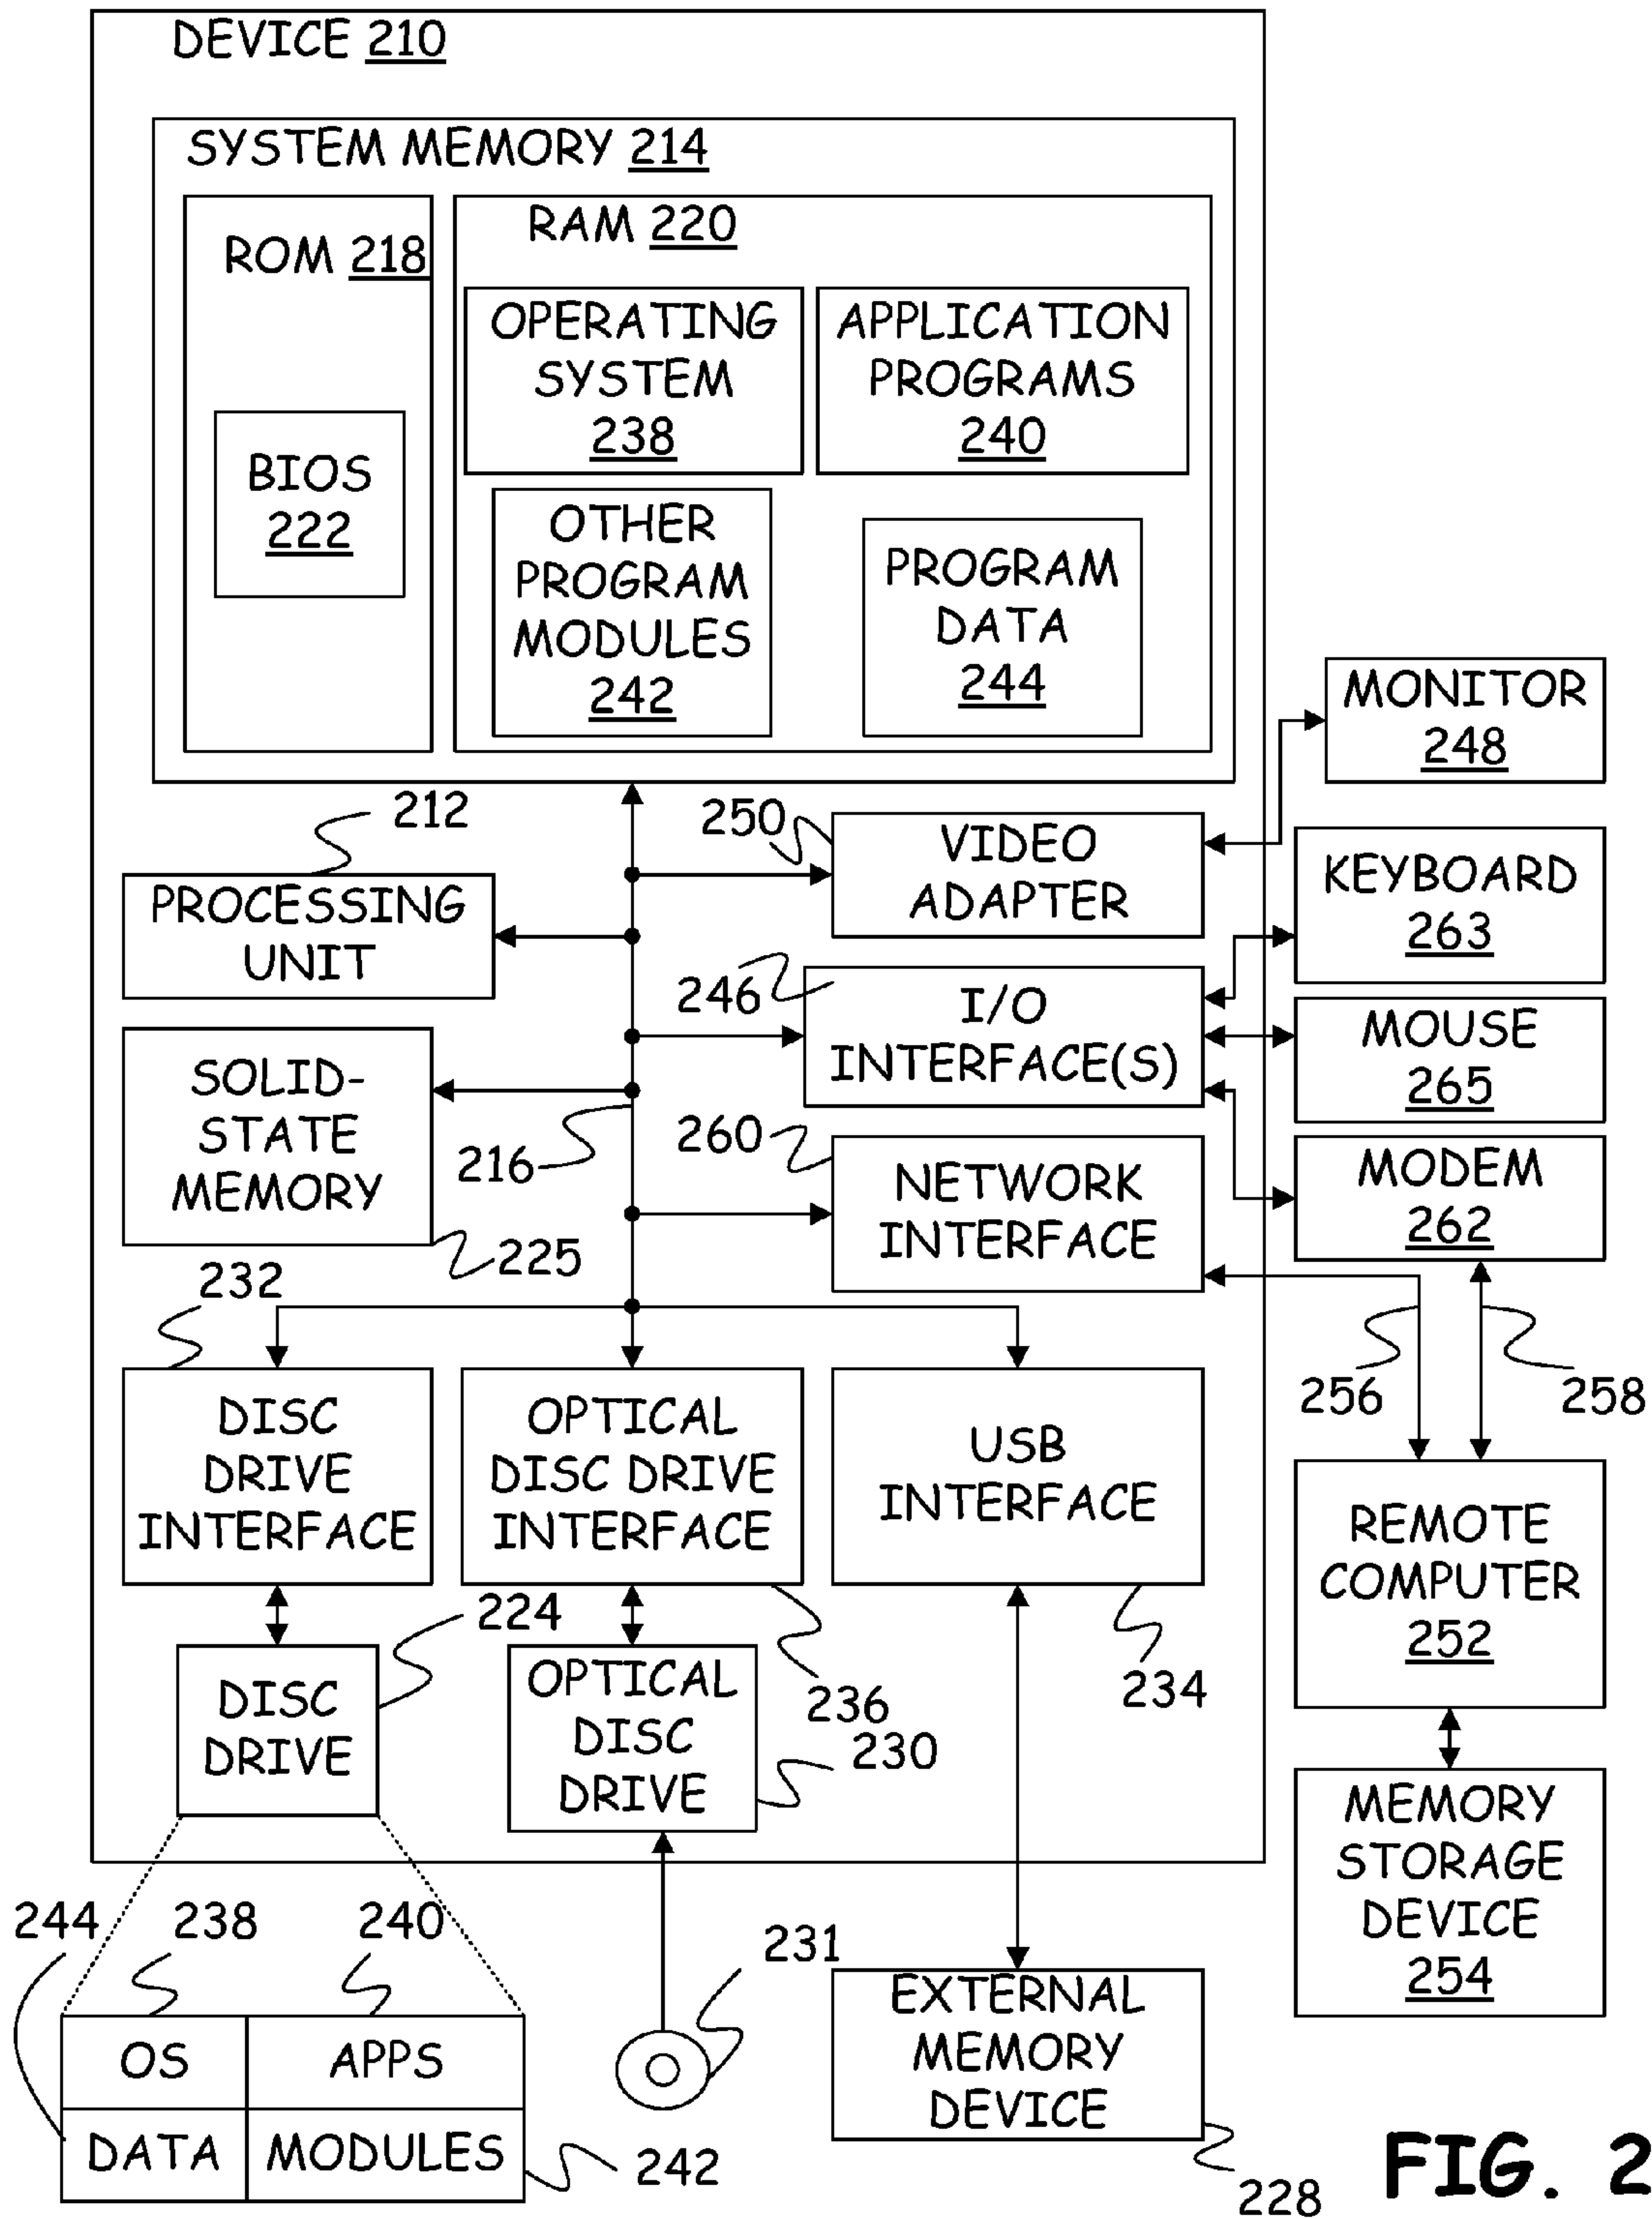 DEVICE 210
SYSTEM MEMORY 214
ROM 218
BIOS
222
RAM 220
OPERATING
SYSTEM
238
APPLICATION
PROGRAMS
240
OTHER
PROGRAM
MODULES
242
PROGRAM
DATA
244
MONITOR
248
212
PROCESSING
UNIT
250
VIDEO
ADAPTER
KEYBOARD
263
246
I/O
INTERFACE(S)
MOUSE
265
SOLID-
STATE
MEMORY
225
216
260
NETWORK
INTERFACE
MODEM
262
232
256
258
DISC
DRIVE
INTERFACE
OPTICAL
DISC DRIVE
INTERFACE
USB
INTERFACE
REMOTE
COMPUTER
252
224
DISC
DRIVE
OPTICAL
DISC
DRIVE
236
230
234
MEMORY
STORAGE
DEVICE
254
244
238
240
231
OS
APPS
DATA
MODULES
242
EXTERNAL
MEMORY
DEVICE
228
FIG. 2